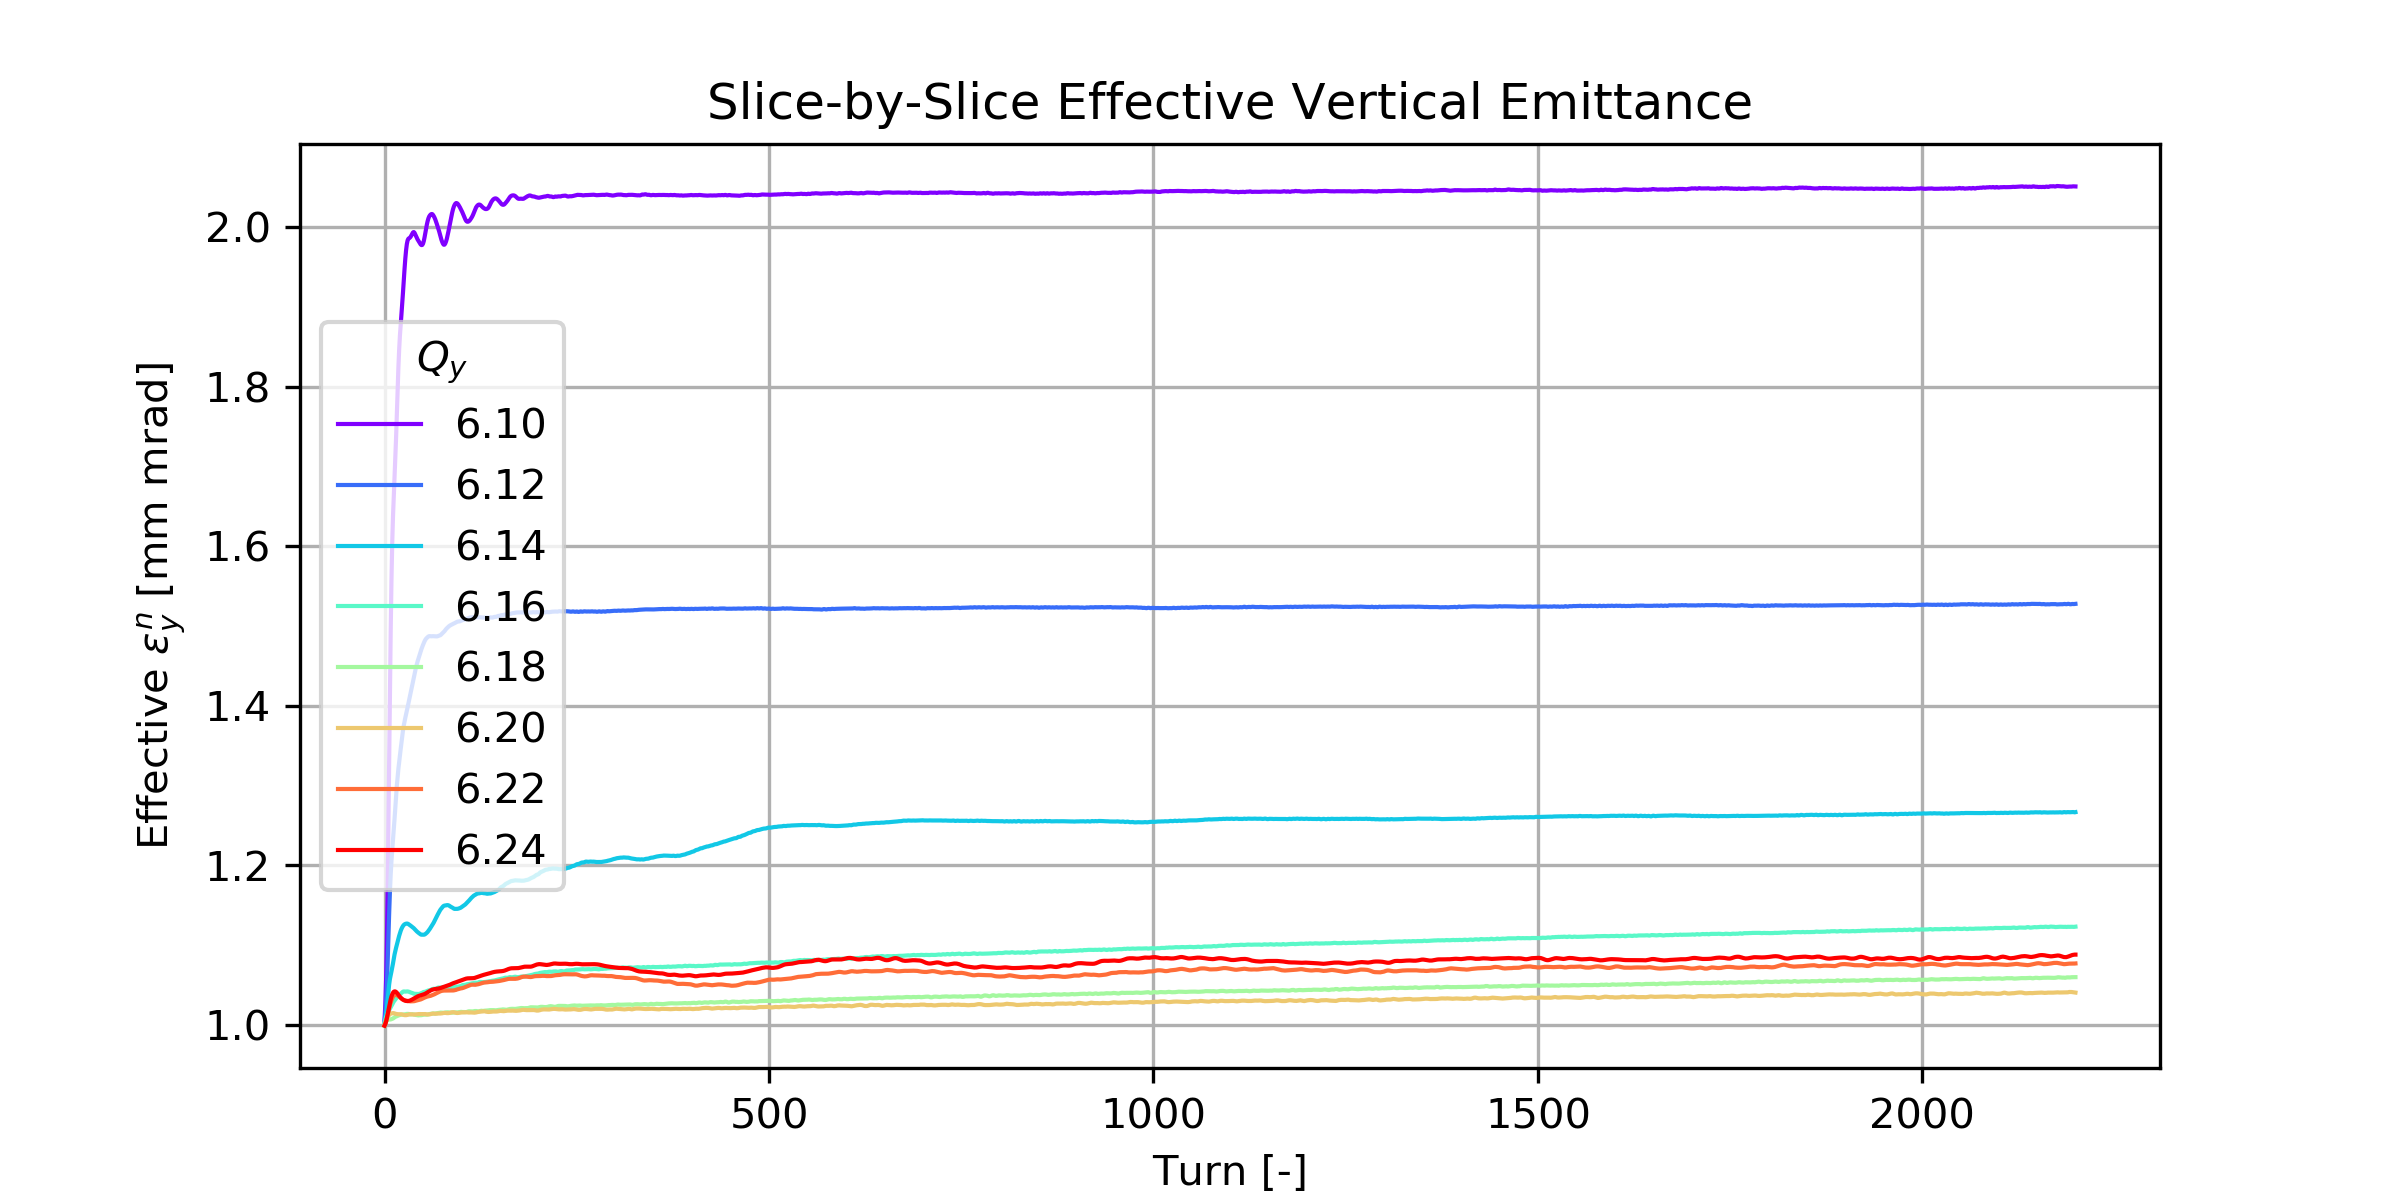 Slice-by-Slice Effective Vertical Emittance
Effective ε_y^n [mm mrad]
2.0
1.8
1.6
1.4
1.2
1.0
Q_y
6.10
6.12
6.14
6.16
6.18
6.20
6.22
6.24
0 500 1000 1500 2000
Turn [-]